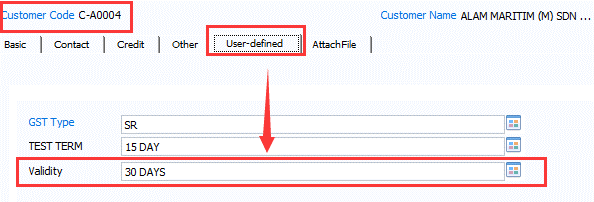 Customer Code C-A0004 Customer Name ALAM MARITIM (M) SDN ...
Basic Contact Credit Other User-defined AttachFile
GST Type SR
TEST TERM 15 DAY
Validity 30 DAYS